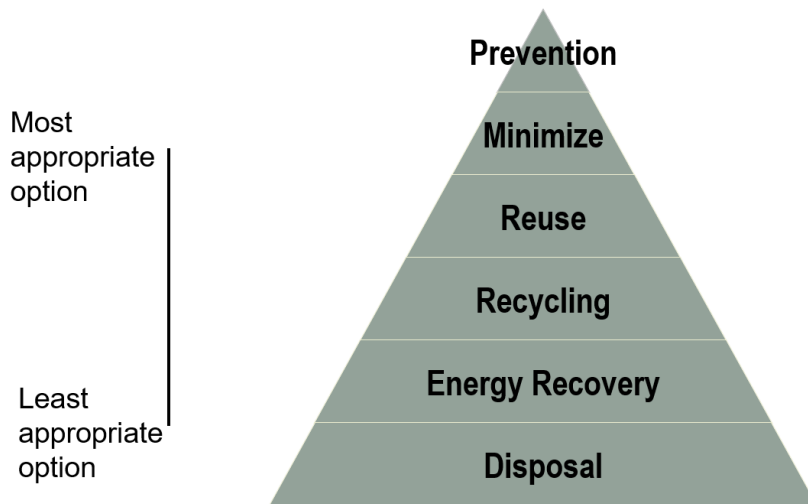 Prevention
Most
appropriate
option
Minimize
Reuse
Recycling
Energy Recovery
Least
appropriate
option
Disposal